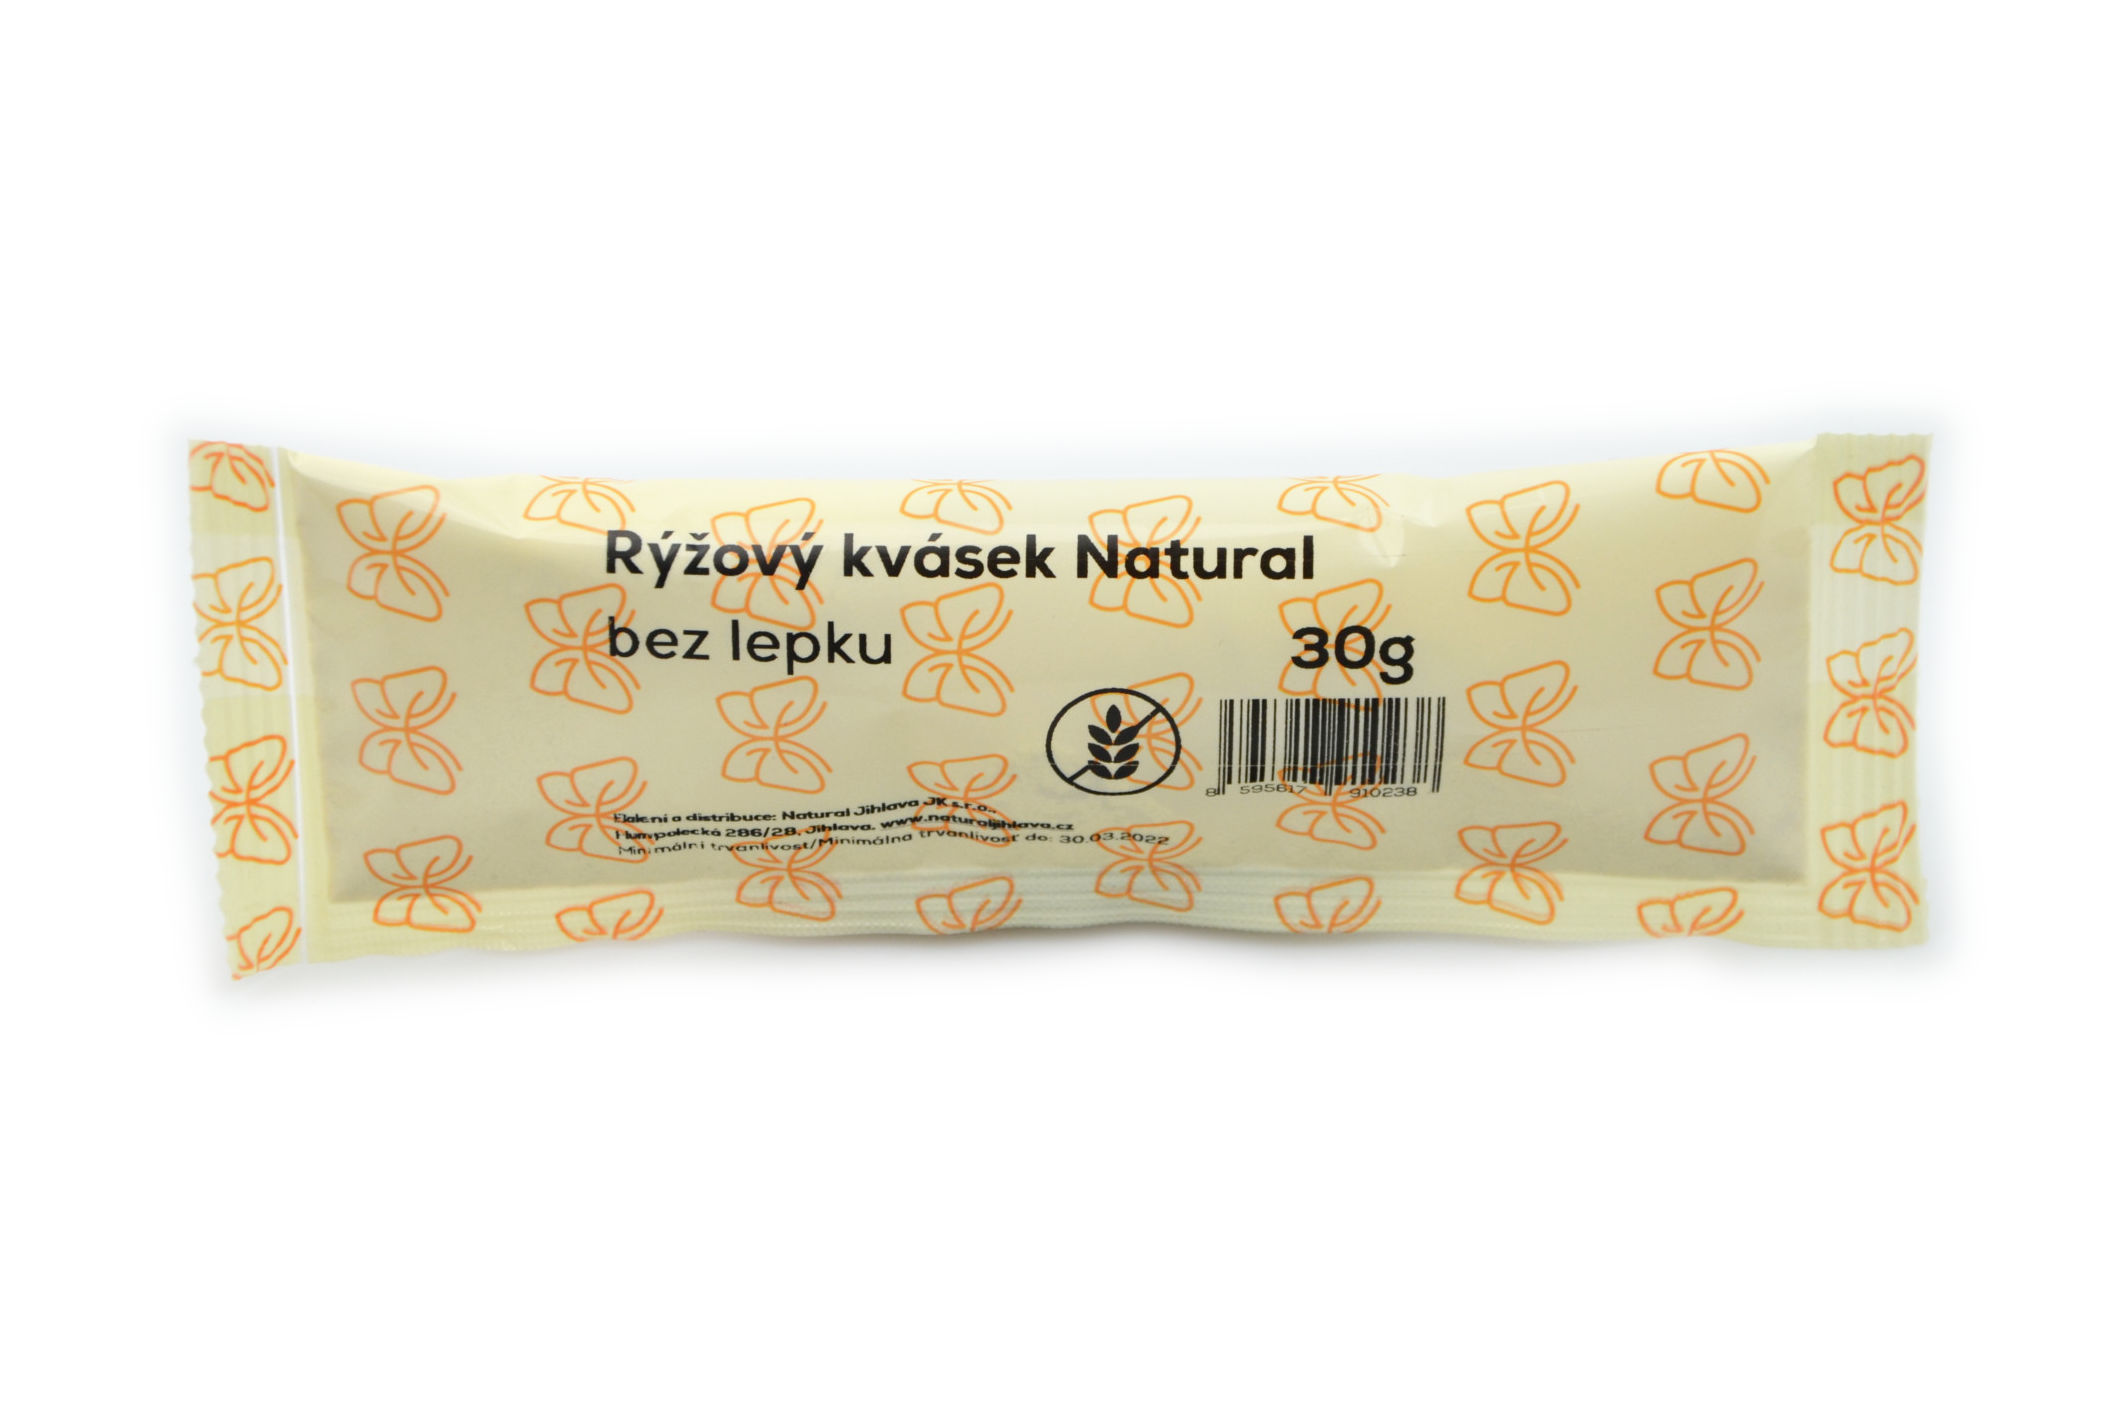 Rýžový kvásek Natural
bez lepku
30g
8 595617 910238
Balení a distribuce: Natural Jihlava JK s.r.o.,
Humpolecká 286/28, Jihlava. www.naturaljihlava.cz
Minimální trvanlivost/Minimálna trvanlivosť do: 30.03.2022